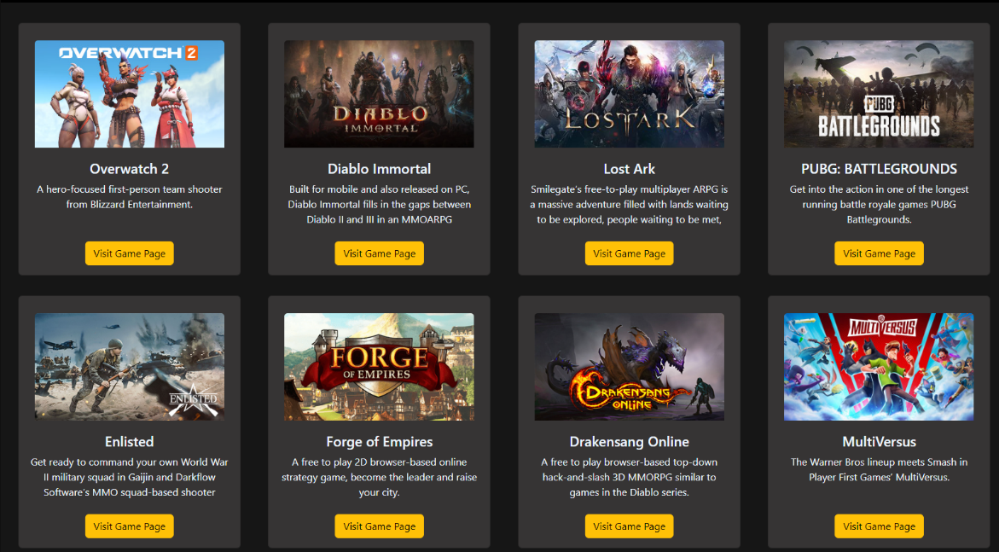 OVERWATCH 2
DIABLO
IMMORTAL
LOST ARK
PUBG
BATTLEGROUNDS
Overwatch 2
A hero-focused first-person team shooter
from Blizzard Entertainment.
Visit Game Page
Diablo Immortal
Built for mobile and also released on PC,
Diablo Immortal fills in the gaps between
Diablo II and III in an MMOARPG
Visit Game Page
Lost Ark
Smilegate's free-to-play multiplayer ARPG is
a massive adventure filled with lands waiting
to be explored, people waiting to be met,
Visit Game Page
PUBG: BATTLEGROUNDS
Get into the action in one of the longest
running battle royale games PUBG
Battlegrounds.
Visit Game Page
ENLISTED
FORGE
OF EMPIRES
DRAKENSANG
ONLINE
MULTIVERSUS
Enlisted
Get ready to command your own World War
II military squad in Gaijin and Darkflow
Software's MMO squad-based shooter
Visit Game Page
Forge of Empires
A free to play 2D browser-based online
strategy game, become the leader and raise
your city.
Visit Game Page
Drakensang Online
A free to play browser-based top-down
hack-and-slash 3D MMORPG similar to
games in the Diablo series.
Visit Game Page
MultiVersus
The Warner Bros lineup meets Smash in
Player First Games' MultiVersus.
Visit Game Page